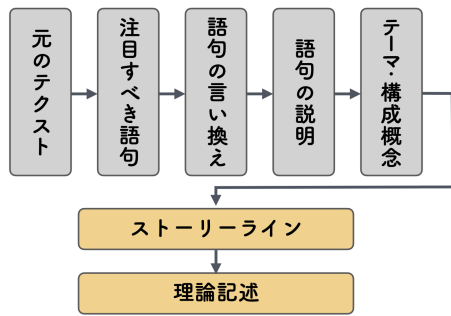 元のテクスト
注目すべき語句
語句の言い換え
語句の説明
テーマ・構成概念
ストーリーライン
理論記述